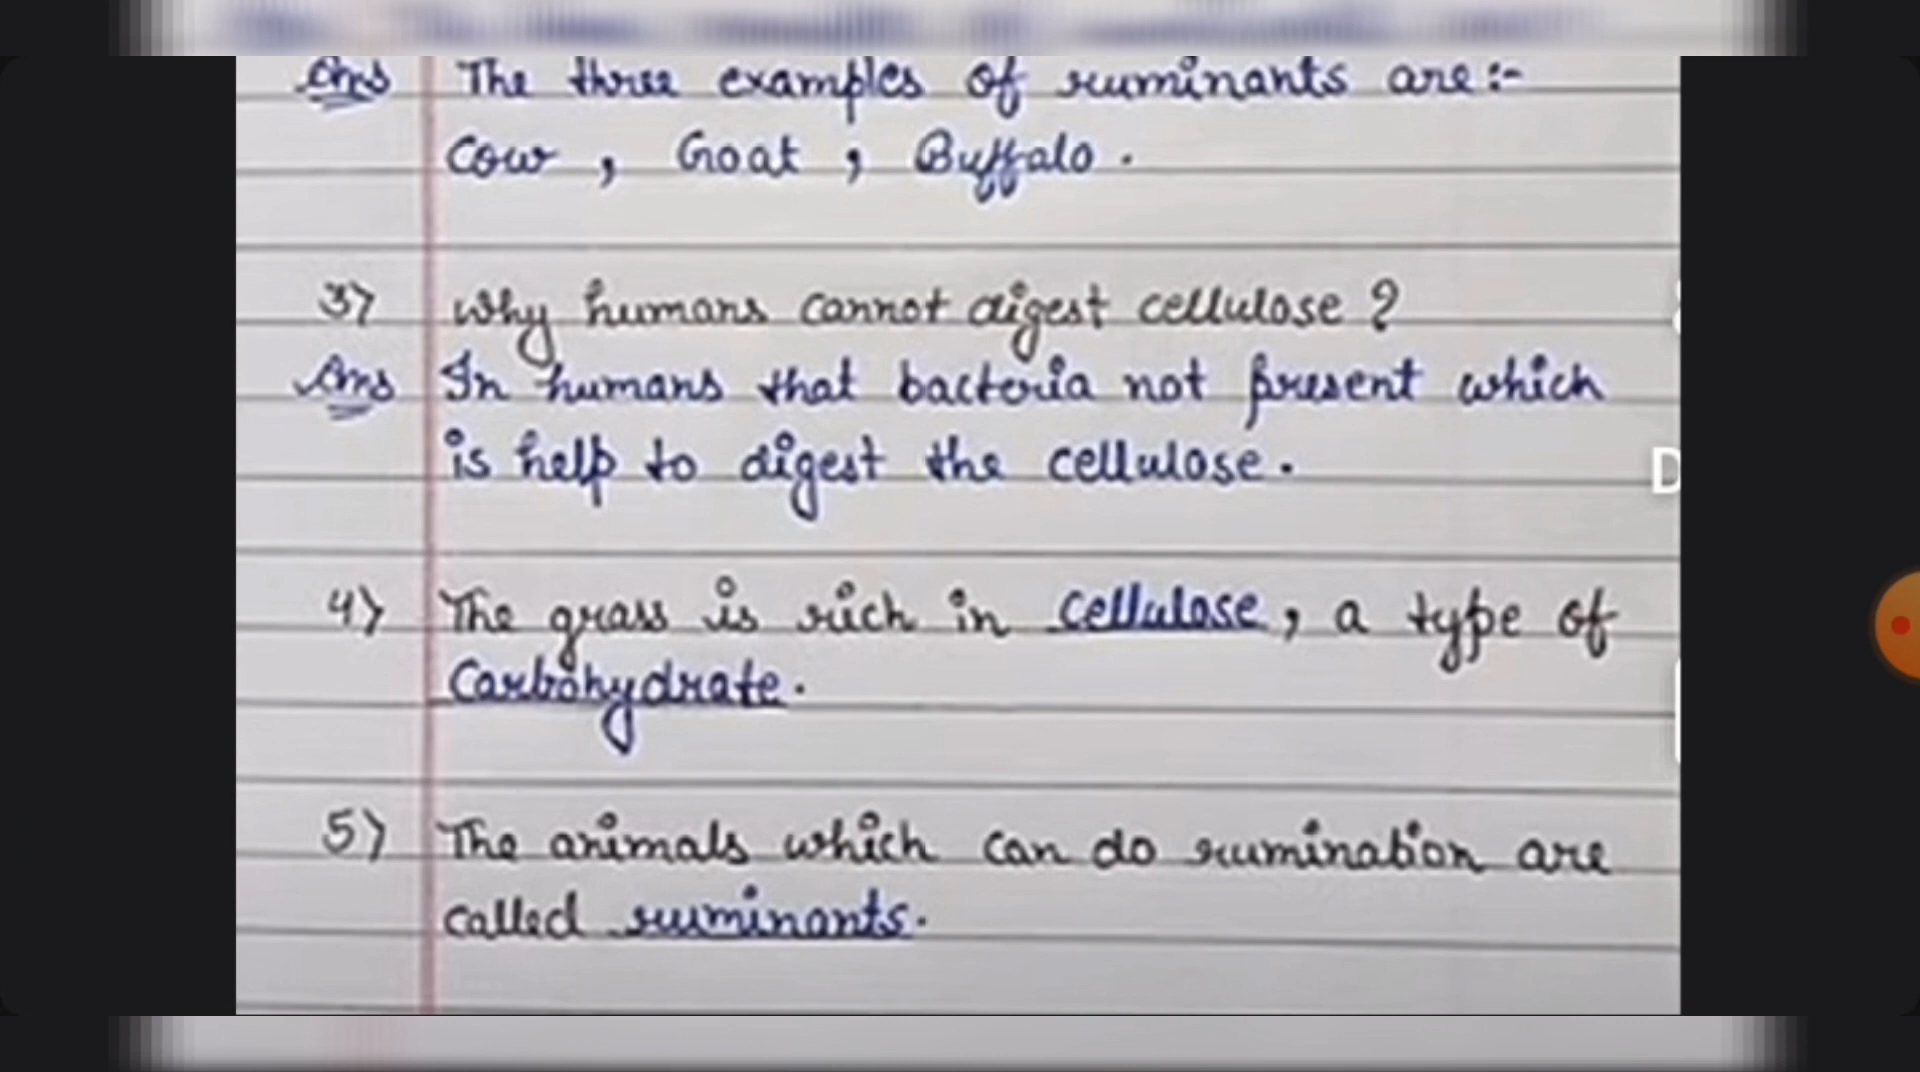 Ans The three examples of ruminants are:-
Cow, Goat, Buffalo.
3) Why humans cannot digest cellulose?
Ans In humans that bacteria not present which
is help to digest the cellulose.
4) The grass is rich in cellulose, a type of
Carbohydrate.
5) The animals which can do rumination are
called ruminants.
D